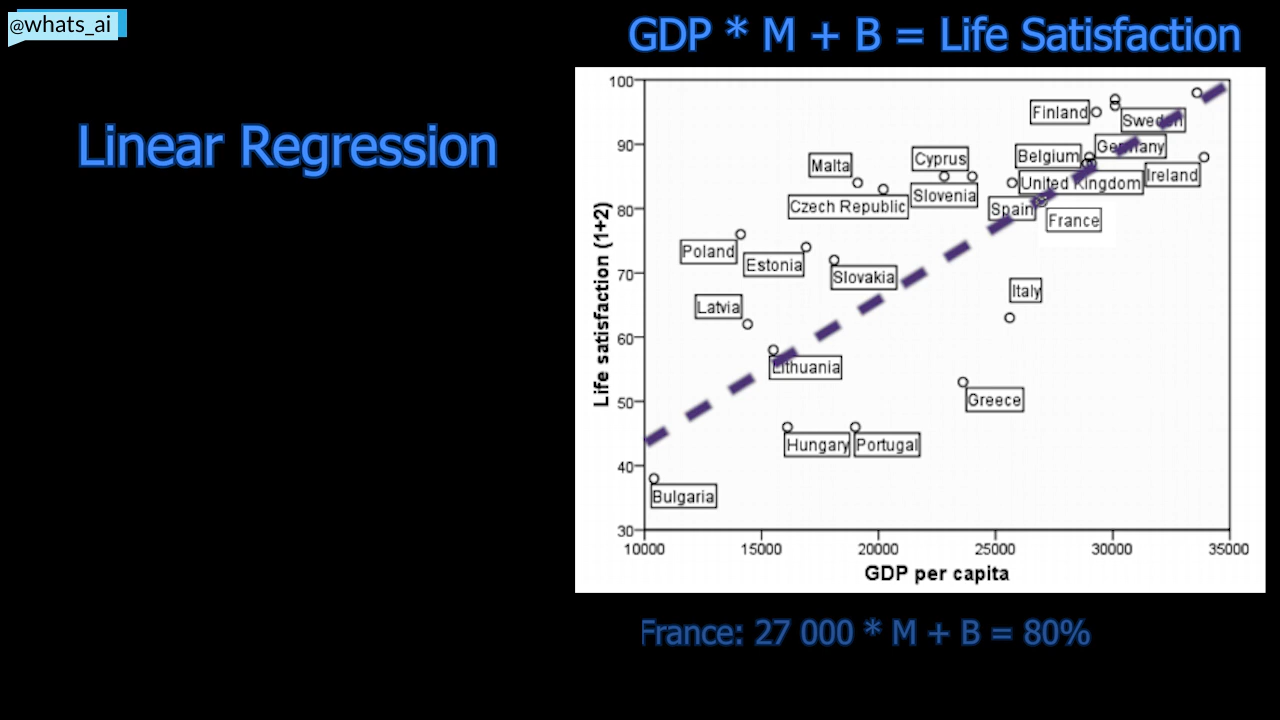 @whats_ai
GDP * M + B = Life Satisfaction
Linear Regression
Life satisfaction (1+2)
100
90
80
70
60
50
40
30
Finland
Sweden
Germany
Belgium
Ireland
United Kingdom
Malta
Cyprus
Slovenia
Czech Republic
Spain
France
Poland
Estonia
Slovakia
Italy
Latvia
Lithuania
Greece
Hungary
Portugal
Bulgaria
10000 15000 20000 25000 30000 35000
GDP per capita
France: 27 000 * M + B = 80%